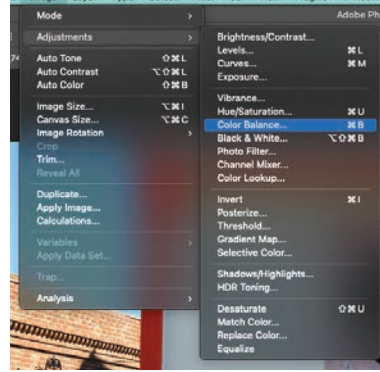 Mode >
Adobe Ph
Adjustments >
Auto Tone ⇧⌘L
Auto Contrast ⌥⇧⌘L
Auto Color ⇧⌘B
Image Size... ⌥⌘I
Canvas Size... ⌥⌘C
Image Rotation >
Crop
Trim...
Reveal All
Duplicate...
Apply Image...
Calculations...
Variables >
Apply Data Set...
Trap...
Analysis >
Brightness/Contrast...
Levels... ⌘L
Curves... ⌘M
Exposure...
Vibrance...
Hue/Saturation... ⌘U
Color Balance... ⌘B
Black & White... ⌥⇧⌘B
Photo Filter...
Channel Mixer...
Color Lookup...
Invert ⌘I
Posterize...
Threshold...
Gradient Map...
Selective Color...
Shadows/Highlights...
HDR Toning...
Desaturate ⇧⌘U
Match Color...
Replace Color...
Equalize